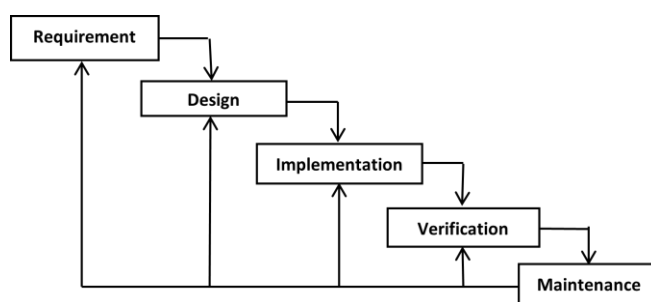 Requirement
Design
Implementation
Verification
Maintenance